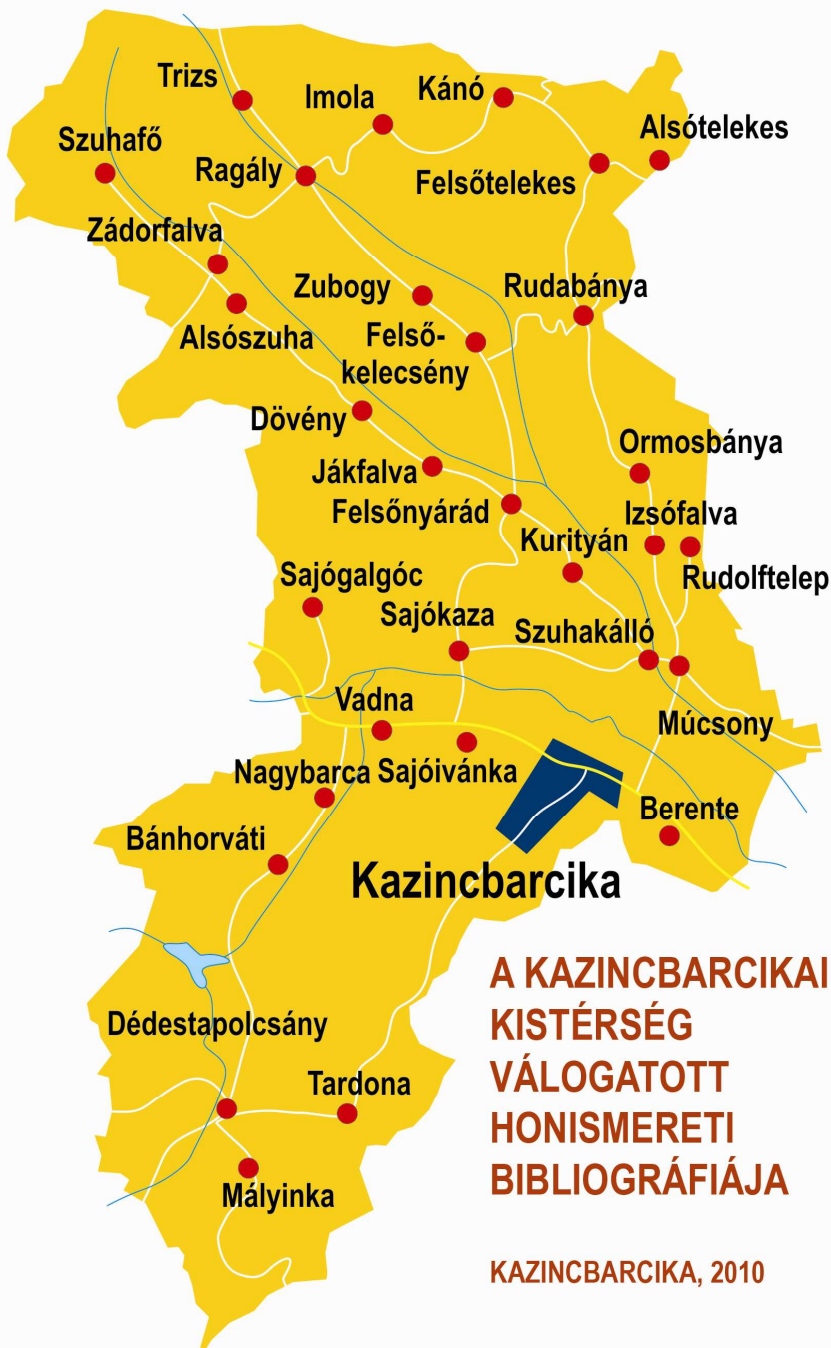 Trizs
Imola
Kánó
Alsótelekes
Szuhafő
Ragály
Felsőtelekes
Zádorfalva
Zubogy
Rudabánya
Alsószuha
Felső-
kelecsény
Dövény
Ormosbánya
Jákfalva
Felsőnyárád
Izsófalva
Kurityán
Rudolftelep
Sajógalgóc
Sajókaza
Szuhakálló
Vadna
Múcsony
Nagybarca
Sajóivánka
Berente
Bánhorváti
Kazincbarcika
A KAZINCBARCIKAI
KISTÉRSÉG
VÁLOGATOTT
HONISMERETI
BIBLIOGRÁFIÁJA
Dédestapolcsány
Tardona
Mályinka
KAZINCBARCIKA, 2010